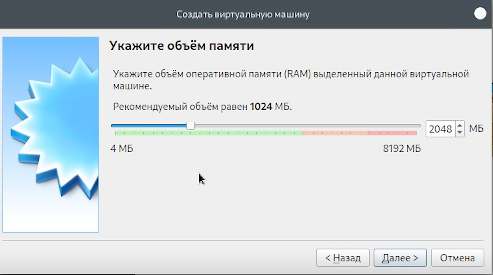 Создать виртуальную машину
Укажите объём памяти
Укажите объём оперативной памяти (RAM) выделенный данной виртуальной
машине.
Рекомендуемый объём равен 1024 МБ.
2048 МБ
4 МБ 8192 МБ
< Назад Далее > Отмена